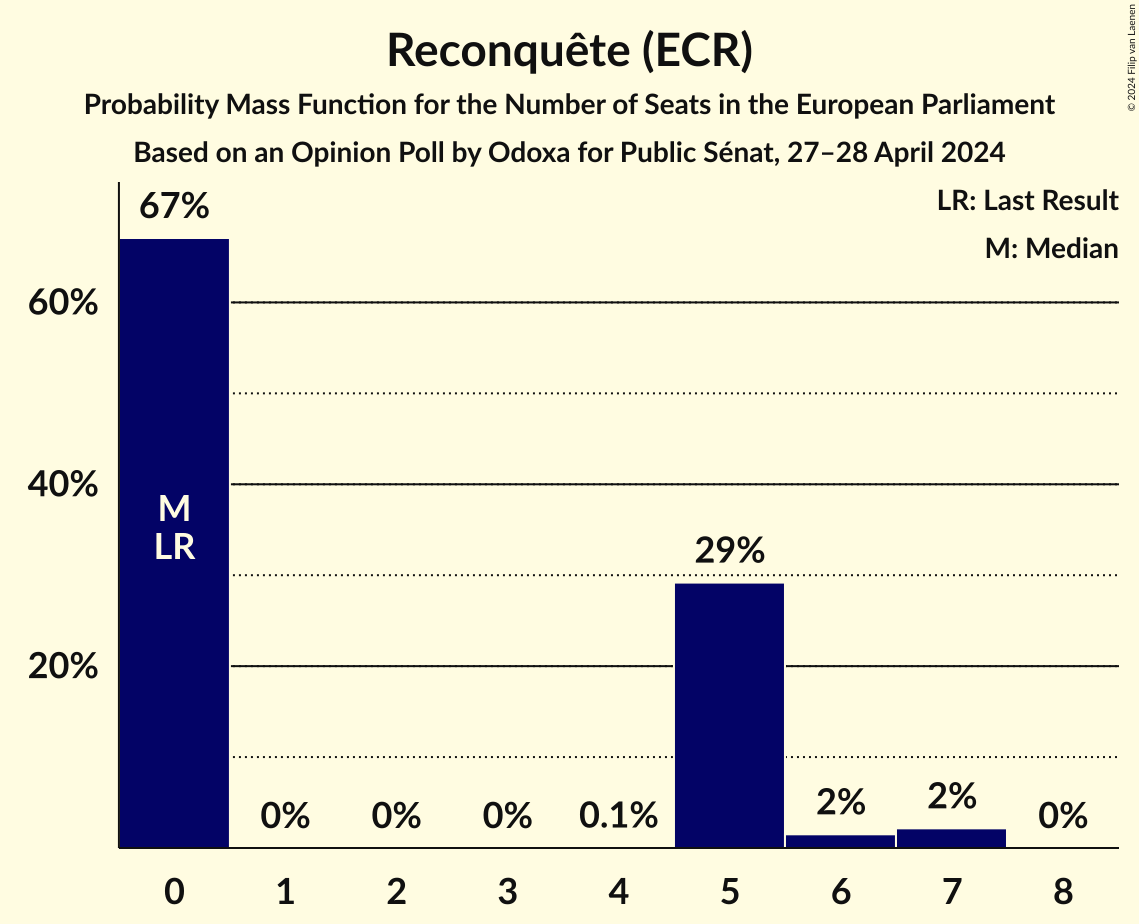 Reconquête (ECR)
Probability Mass Function for the Number of Seats in the European Parliament
Based on an Opinion Poll by Odoxa for Public Sénat, 27–28 April 2024
© 2024 Filip van Laenen
LR: Last Result
M: Median
67%
60%
40%
20%
M
LR
0%
0%
0%
0.1%
29%
2%
2%
0%
0
1
2
3
4
5
6
7
8